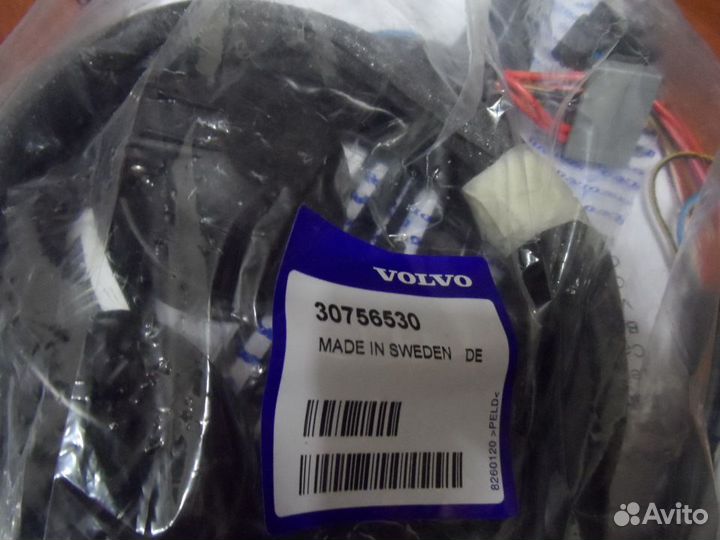 VOLVO
30756530
MADE IN SWEDEN DE
8260120 >PELD<
Avito